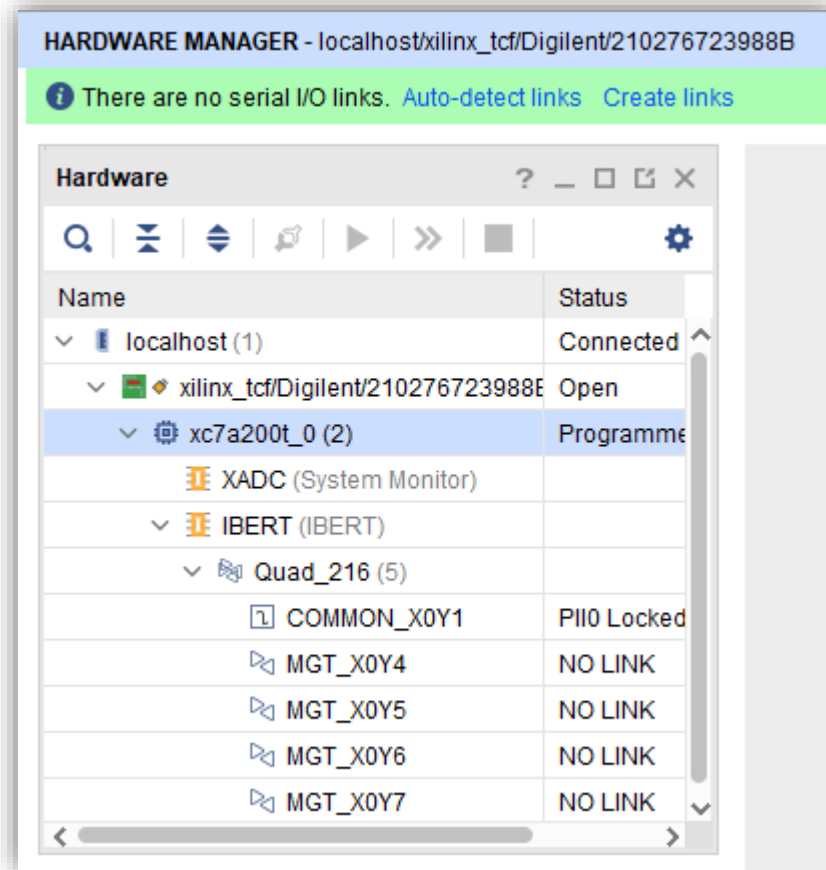 HARDWARE MANAGER - localhost/xilinx_tcf/Digilent/210276723988B
There are no serial I/O links. Auto-detect links Create links
Hardware
Name Status
localhost (1) Connected
xilinx_tcf/Digilent/210276723988B Open
xc7a200t_0 (2) Programme
XADC (System Monitor)
IBERT (IBERT)
Quad_216 (5)
COMMON_X0Y1 Pll0 Locked
MGT_X0Y4 NO LINK
MGT_X0Y5 NO LINK
MGT_X0Y6 NO LINK
MGT_X0Y7 NO LINK